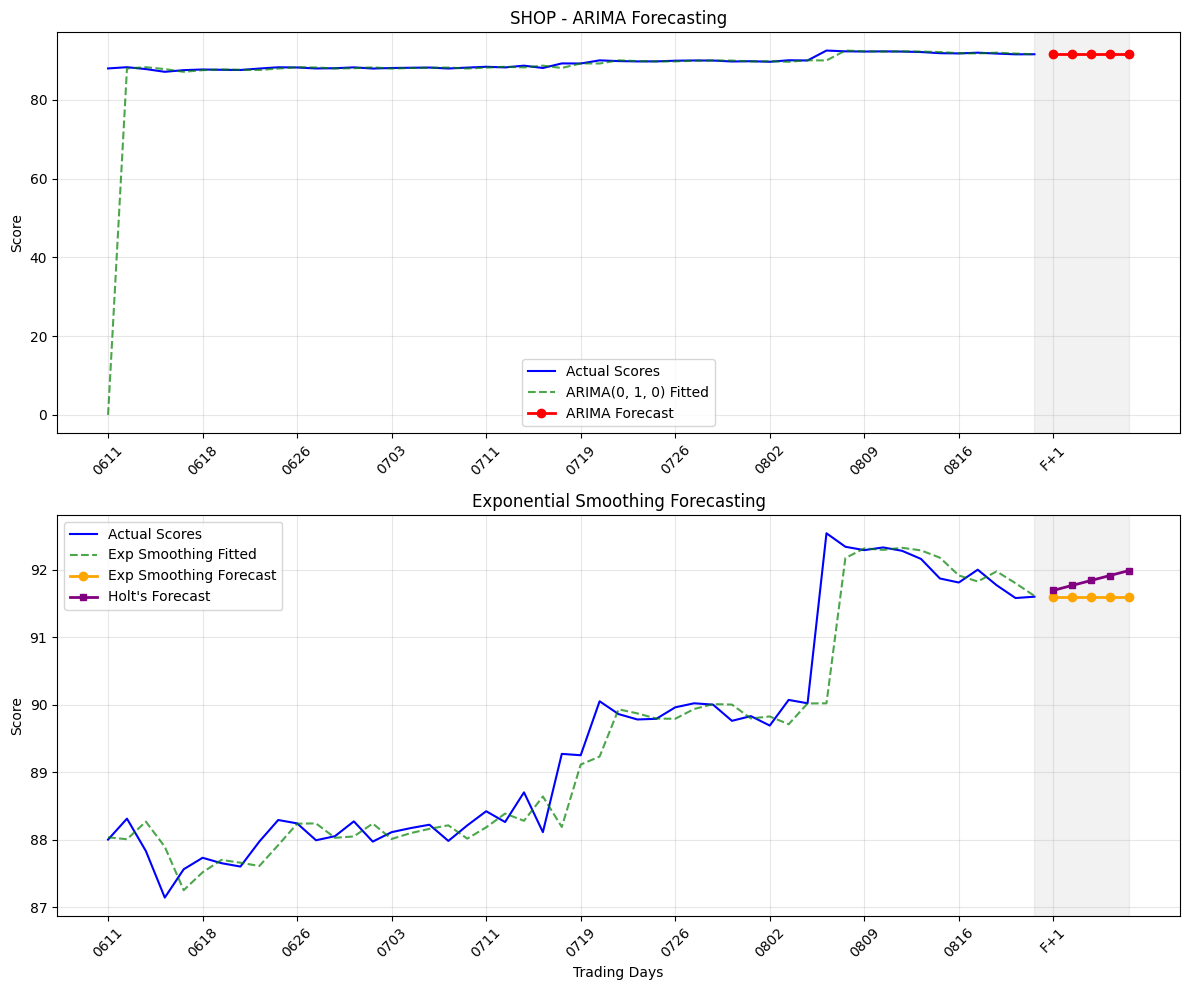 SHOP - ARIMA Forecasting
Score
80
60
40
20
0
Actual Scores
ARIMA(0, 1, 0) Fitted
ARIMA Forecast
0611
0618
0626
0703
0711
0719
0726
0802
0809
0816
F+1
Exponential Smoothing Forecasting
Score
92
91
90
89
88
87
Actual Scores
Exp Smoothing Fitted
Exp Smoothing Forecast
Holt's Forecast
0611
0618
0626
0703
0711
0719
0726
0802
0809
0816
F+1
Trading Days